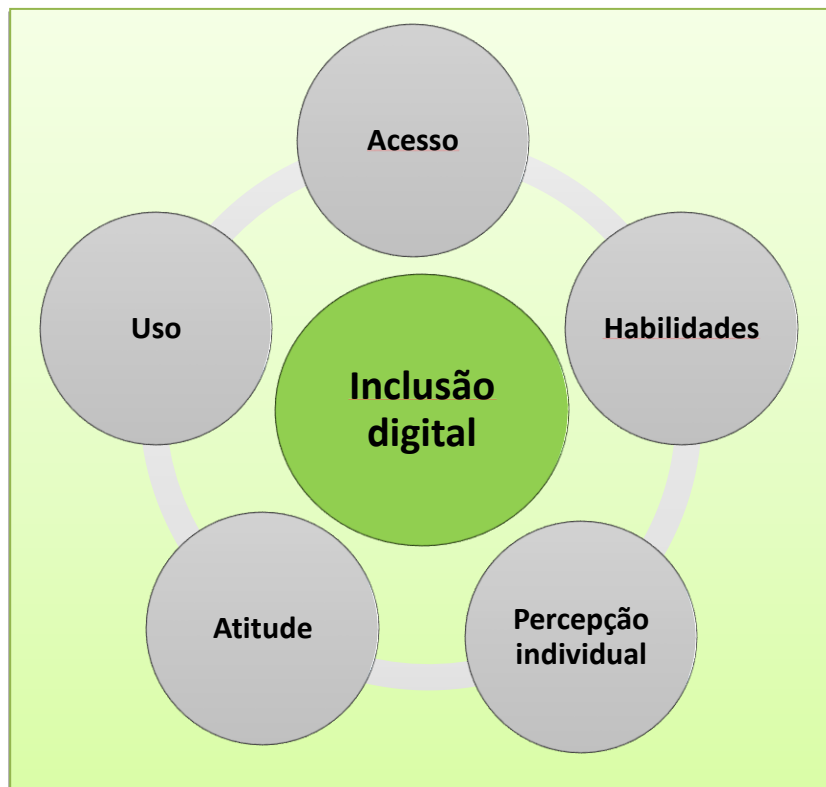 Acesso
Uso
Habilidades
Inclusão
digital
Atitude
Percepção
individual